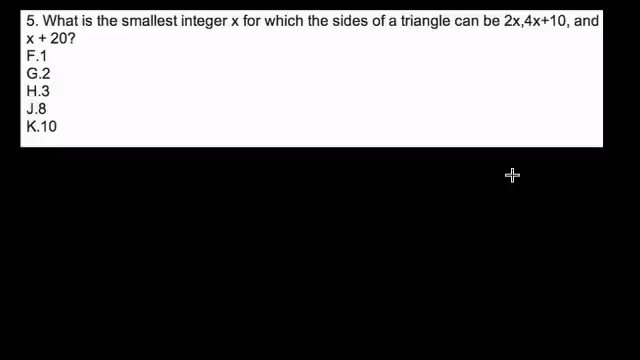 5. What is the smallest integer x for which the sides of a triangle can be 2x,4x+10, and
x + 20?
F.1
G.2
H.3
J.8
K.10